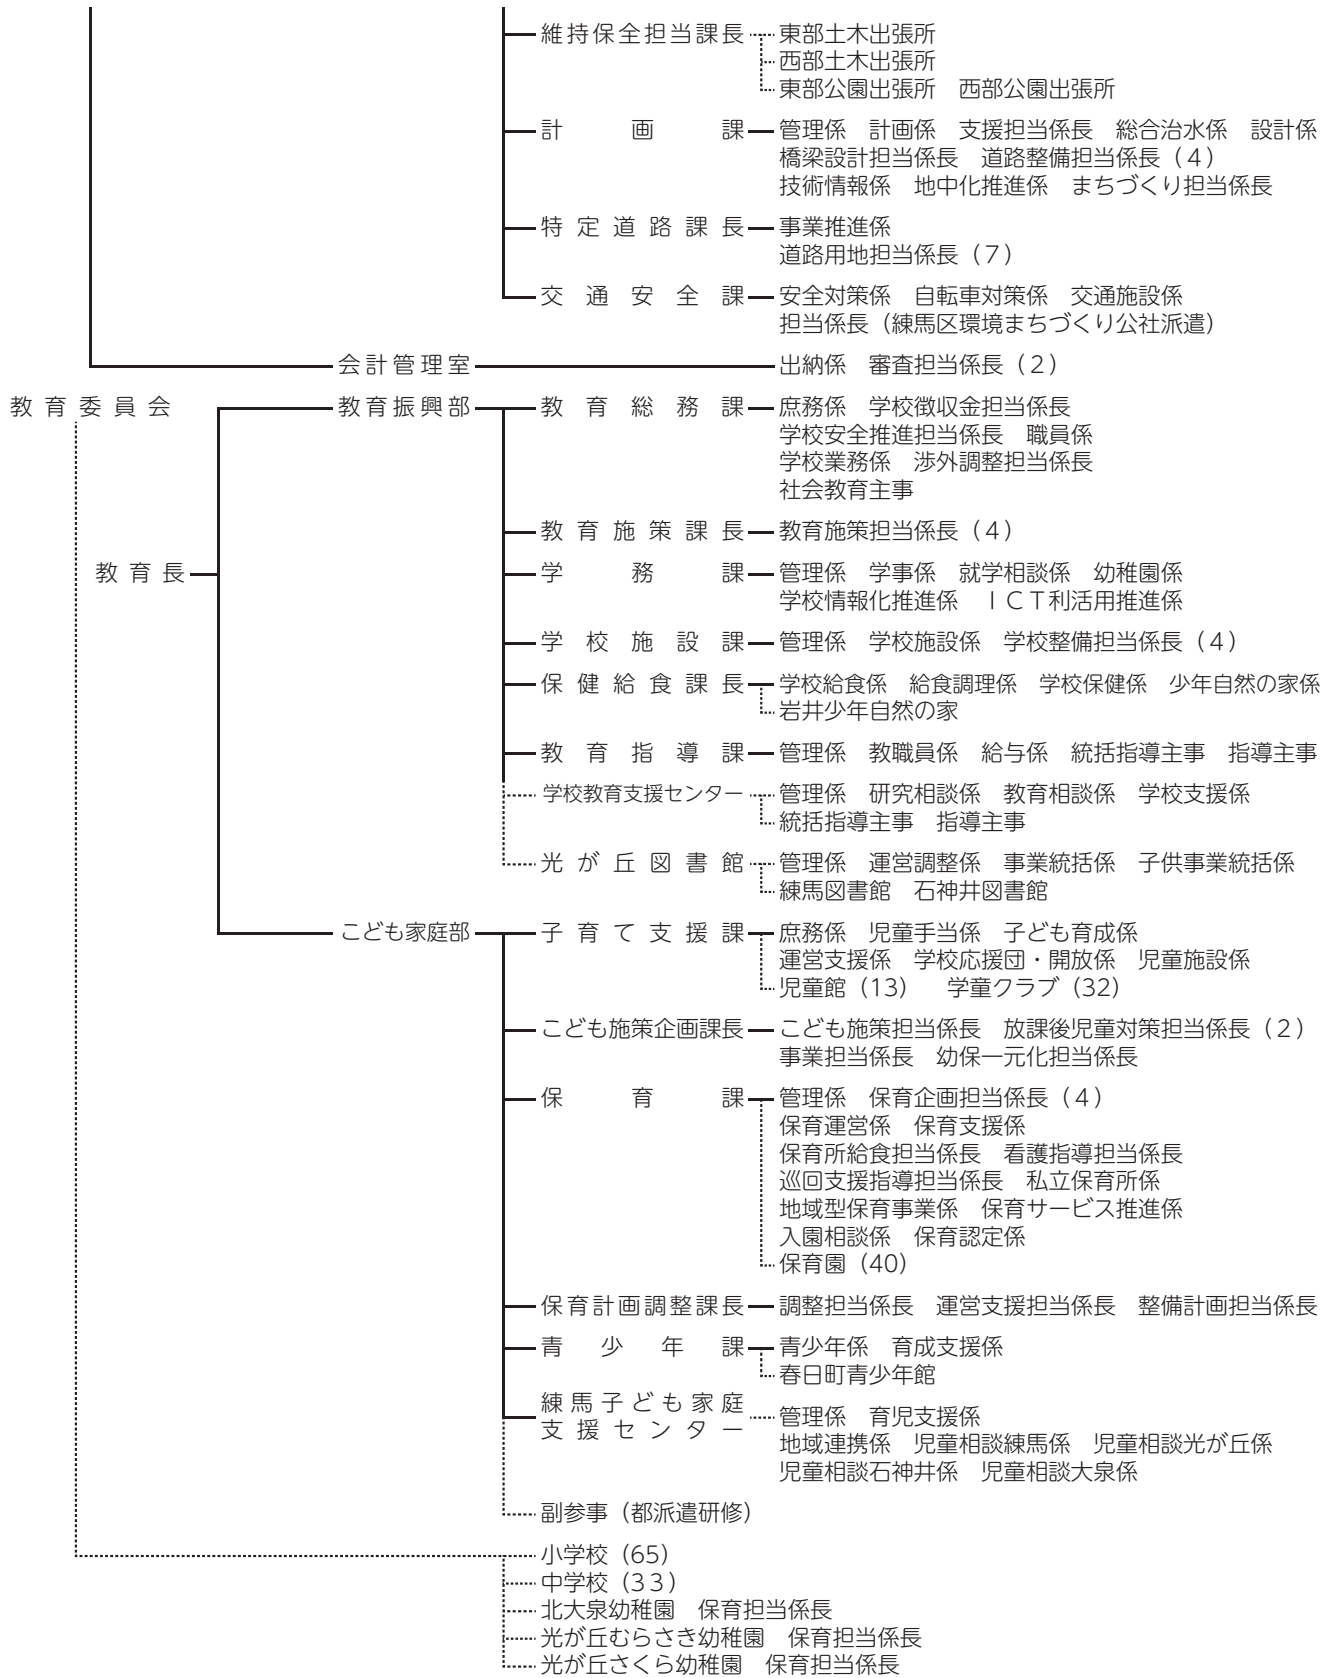 維持保全担当課長 東部土木出張所
西部土木出張所
東部公園出張所 西部公園出張所
計画課 管理係 計画係 支援担当係長 総合治水係 設計係
橋梁設計担当係長 道路整備担当係長（４）
技術情報係 地中化推進係 まちづくり担当係長
特定道路課長 事業推進係
道路用地担当係長（７）
交通安全課 安全対策係 自転車対策係 交通施設係
担当係長（練馬区環境まちづくり公社派遣）
会計管理室 出納係 審査担当係長（２）
教育委員会 教育振興部 教育総務課 庶務係 学校徴収金担当係長
学校安全推進担当係長 職員係
学校業務係 渉外調整担当係長
社会教育主事
教育施策課長 教育施策担当係長（４）
教育長 学務課 管理係 学事係 就学相談係 幼稚園係
学校情報化推進係 ＩＣＴ利活用推進係
学校施設課 管理係 学校施設係 学校整備担当係長（４）
保健給食課長 学校給食係 給食調理係 学校保健係 少年自然の家係
岩井少年自然の家
教育指導課 管理係 教職員係 給与係 統括指導主事 指導主事
学校教育支援センター 管理係 研究相談係 教育相談係 学校支援係
統括指導主事 指導主事
光が丘図書館 管理係 運営調整係 事業統括係 子供事業統括係
練馬図書館 石神井図書館
こども家庭部 子育て支援課 庶務係 児童手当係 子ども育成係
運営支援係 学校応援団・開放係 児童施設係
児童館（13） 学童クラブ（32）
こども施策企画課長 こども施策担当係長 放課後児童対策担当係長（２）
事業担当係長 幼保一元化担当係長
保育課 管理係 保育企画担当係長（４）
保育運営係 保育支援係
保育所給食担当係長 看護指導担当係長
巡回支援指導担当係長 私立保育所係
地域型保育事業係 保育サービス推進係
入園相談係 保育認定係
保育園（40）
保育計画調整課長 調整担当係長 運営支援担当係長 整備計画担当係長
青少年課 青少年係 育成支援係
春日町青少年館
練馬子ども家庭
支援センター 管理係 育児支援係
地域連携係 児童相談練馬係 児童相談光が丘係
児童相談石神井係 児童相談大泉係
副参事（都派遣研修）
小学校（65）
中学校（３３）
北大泉幼稚園 保育担当係長
光が丘むらさき幼稚園 保育担当係長
光が丘さくら幼稚園 保育担当係長